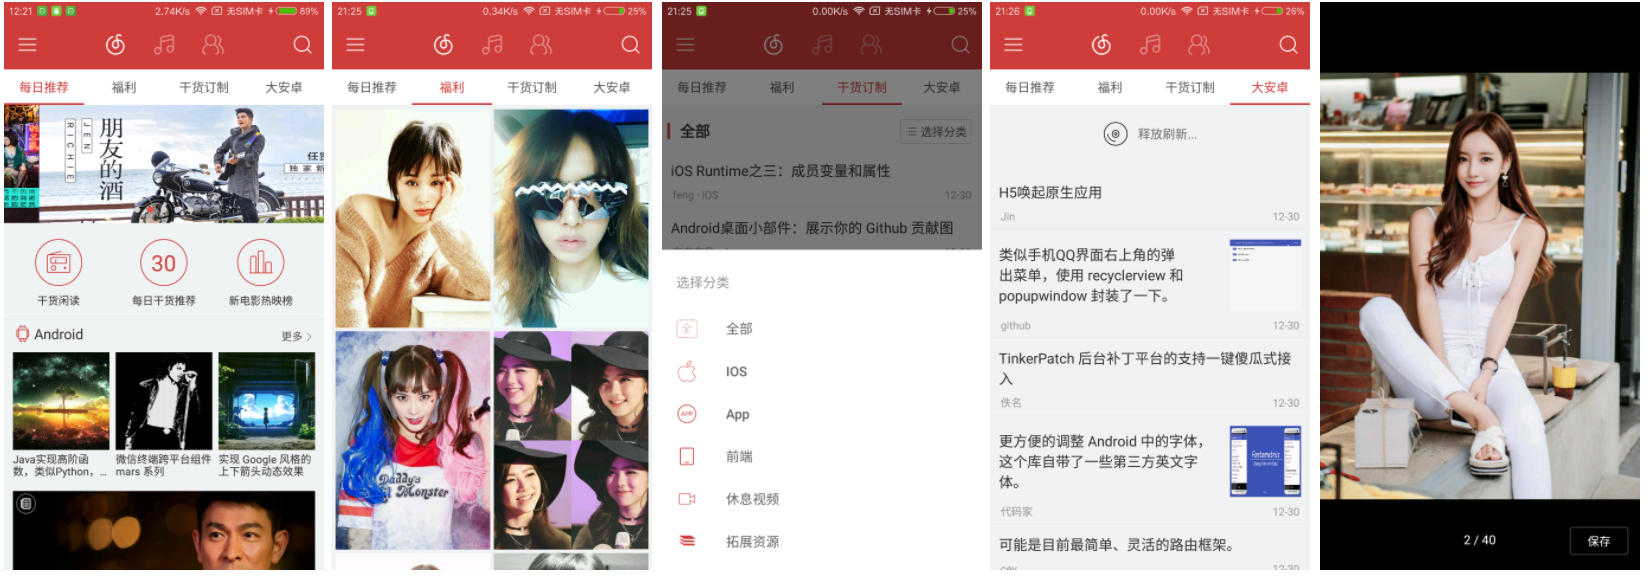 12:21
2.74K/s
无SIM卡
89%
每日推荐
福利
干货订制
大安卓
JEN
RICHIE
朋友的酒
独家新
30
干货闲读
每日干货推荐
新电影热映榜
Android
更多
Java实现高阶函
数，类似Python，...
微信终端跨平台组件
mars 系列
实现 Google 风格的
上下箭头动态效果
21:25
0.34K/s
无SIM卡
25%
每日推荐
福利
干货订制
大安卓
Daddy's
Lil Monster
21:25
0.00K/s
无SIM卡
25%
每日推荐
福利
干货订制
大安卓
全部
选择分类
iOS Runtime之三：成员变量和属性
feng · iOS
12-30
Android桌面小部件：展示你的 Github 贡献图
选择分类
全
全部
IOS
APP
App
前端
休息视频
拓展资源
21:26
0.00K/s
无SIM卡
26%
每日推荐
福利
干货订制
大安卓
释放刷新...
H5唤起原生应用
Jin
12-30
类似手机QQ界面右上角的弹
出菜单，使用 recyclerview 和
popupwindow 封装了一下。
github
12-30
TinkerPatch 后台补丁平台的支持一键傻瓜式接
入
佚名
12-30
更方便的调整 Android 中的字体，
这个库自带了一些第三方英文字
体。
Fontometrics
代码家
12-30
可能是目前最简单、灵活的路由框架。
2 / 40
保存